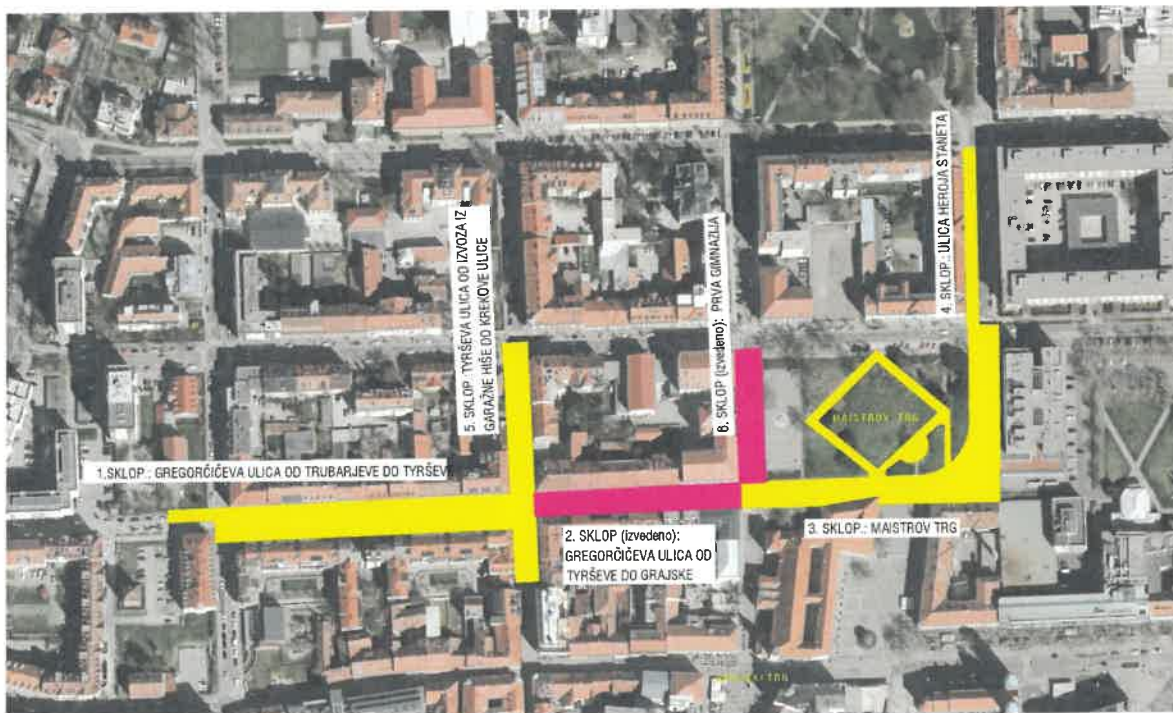 1.SKLOP.: GREGORČIČEVA ULICA OD TRUBARJEVE DO TYRŠEVE
5. SKLOP.: TYRŠEVA ULICA OD IZVOZA IZ
GARAŽNE HIŠE DO KREKOVE ULICE
2. SKLOP (izvedeno):
GREGORČIČEVA ULICA OD
TYRŠEVE DO GRAJSKE
6. SKLOP (izvedeno): PRVA GIMNAZIJA
MAISTROV TRG
3. SKLOP.: MAISTROV TRG
4. SKLOP.: ULICA HEROJA STANETA
TRG